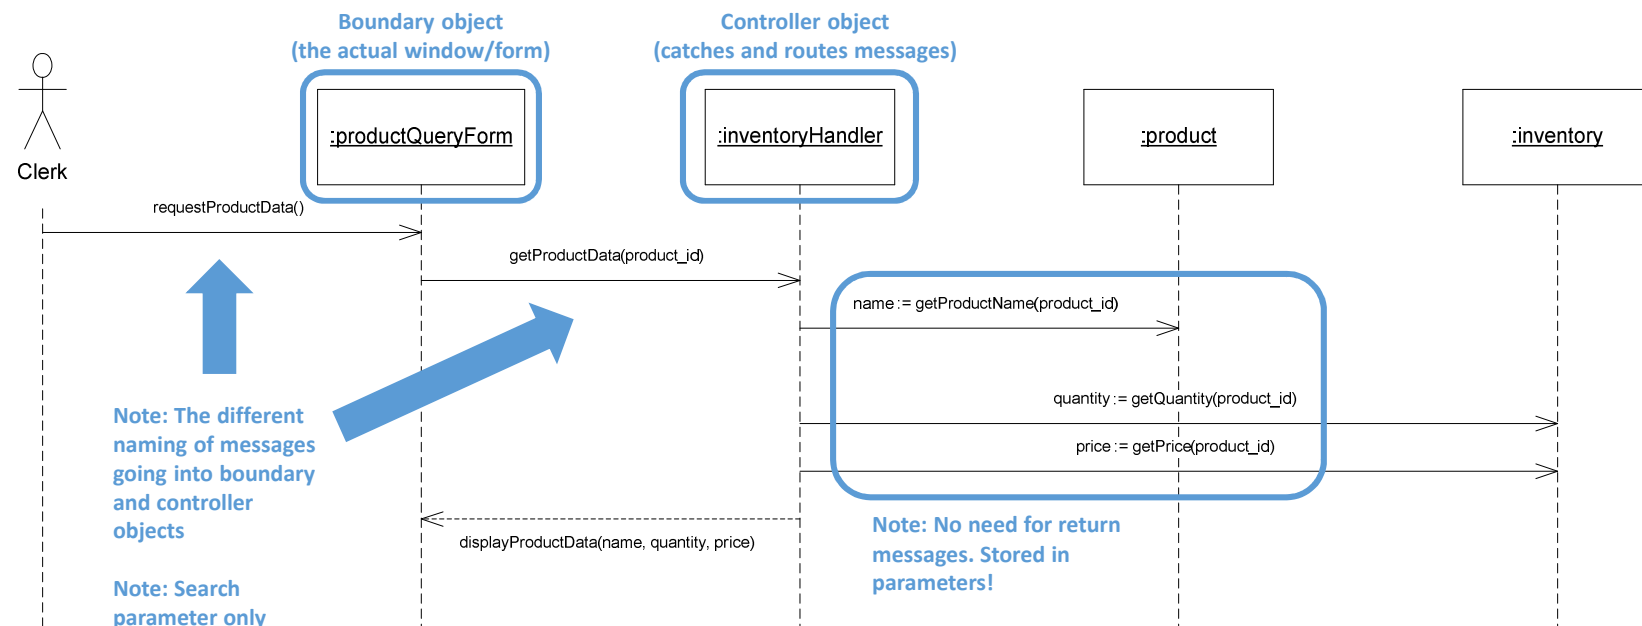 Boundary object
(the actual window/form)
Controller object
(catches and routes messages)
Clerk
:productQueryForm
:inventoryHandler
:product
:inventory
requestProductData()
getProductData(product_id)
name := getProductName(product_id)
quantity := getQuantity(product_id)
price := getPrice(product_id)
displayProductData(name, quantity, price)
Note: The different
naming of messages
going into boundary
and controller
objects
Note: No need for return
messages. Stored in
parameters!
Note: Search
parameter only